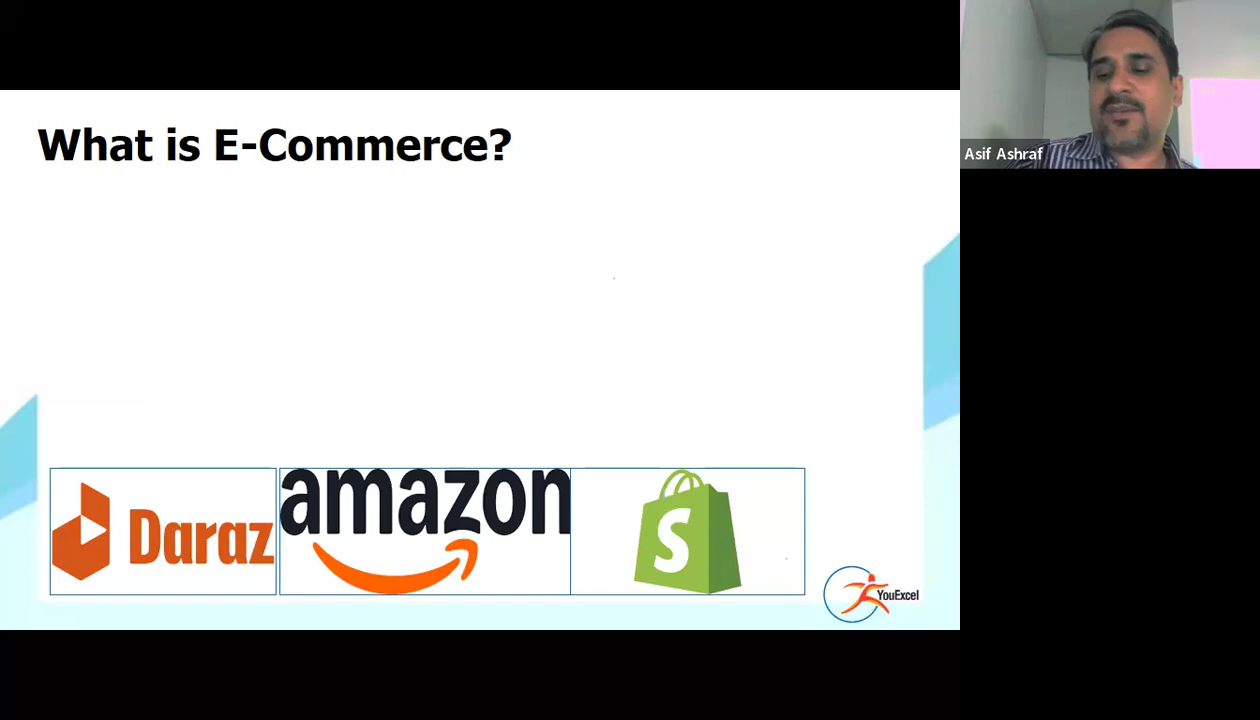 What is E-Commerce?
Asif Ashraf
Daraz
amazon
S
YouExcel